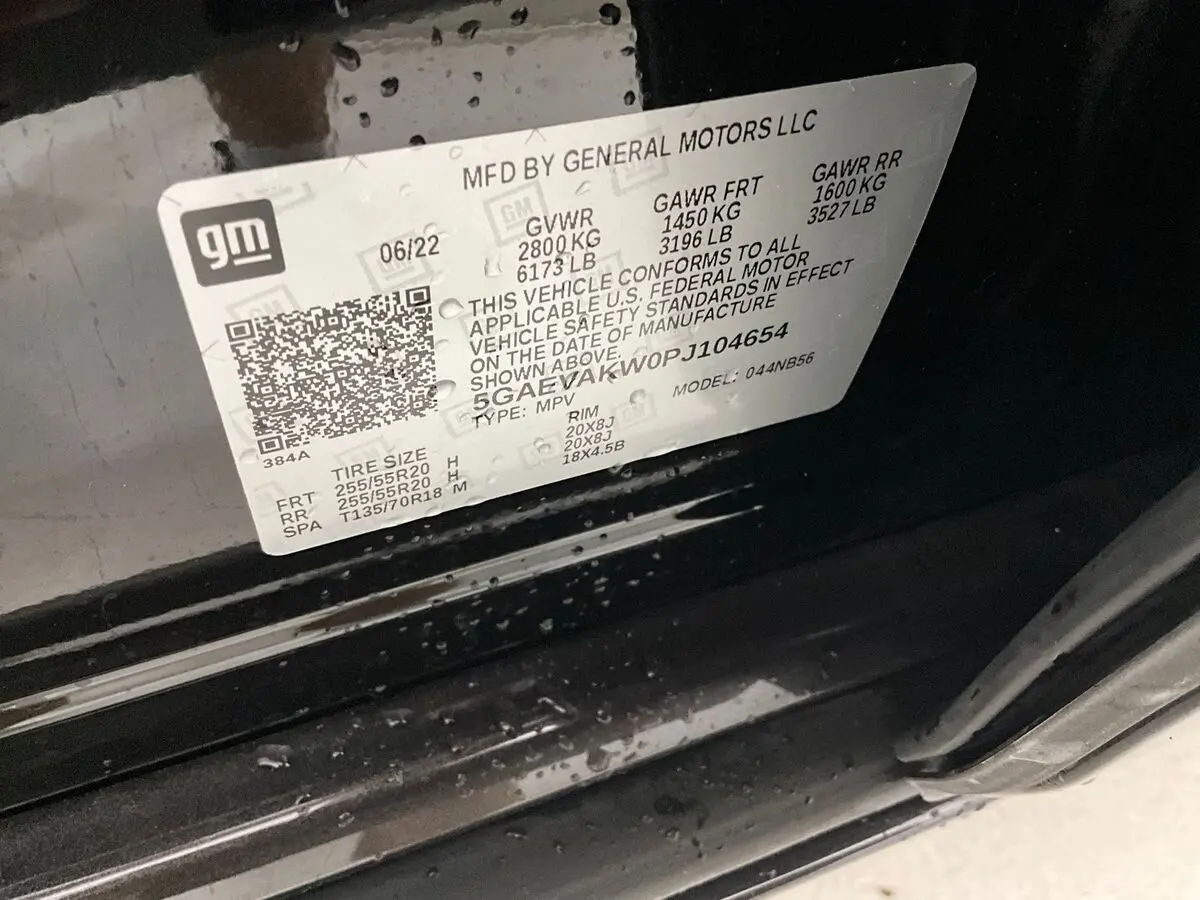 MFD BY GENERAL MOTORS LLC
gm
06/22
GVWR
2800 KG
6173 LB
GAWR FRT
1450 KG
3196 LB
GAWR RR
1600 KG
3527 LB
THIS VEHICLE CONFORMS TO ALL
APPLICABLE U.S. FEDERAL MOTOR
VEHICLE SAFETY STANDARDS IN EFFECT
ON THE DATE OF MANUFACTURE
SHOWN ABOVE.
5GAEVAKW0PJ104654
TYPE: MPV MODEL: 044NB56
384A
TIRE SIZE RIM
FRT 255/55R20 H 20X8J
RR 255/55R20 H 20X8J
SPA T135/70R18 M 18X4.5B